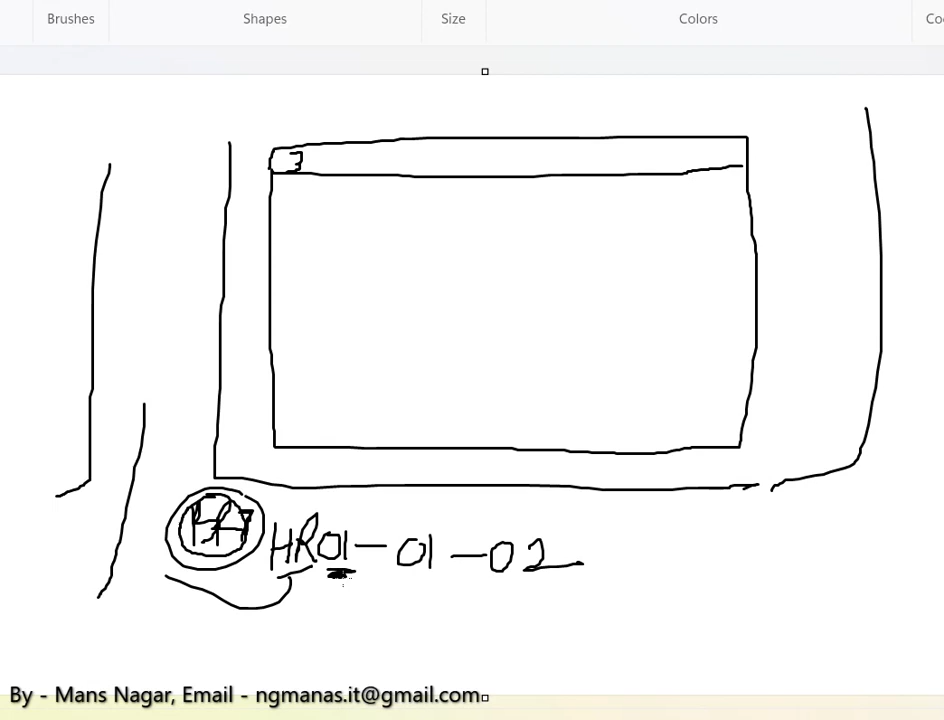 Brushes Shapes Size Colors
HR01-01-02
By - Mans Nagar, Email - ngmanas.it@gmail.com